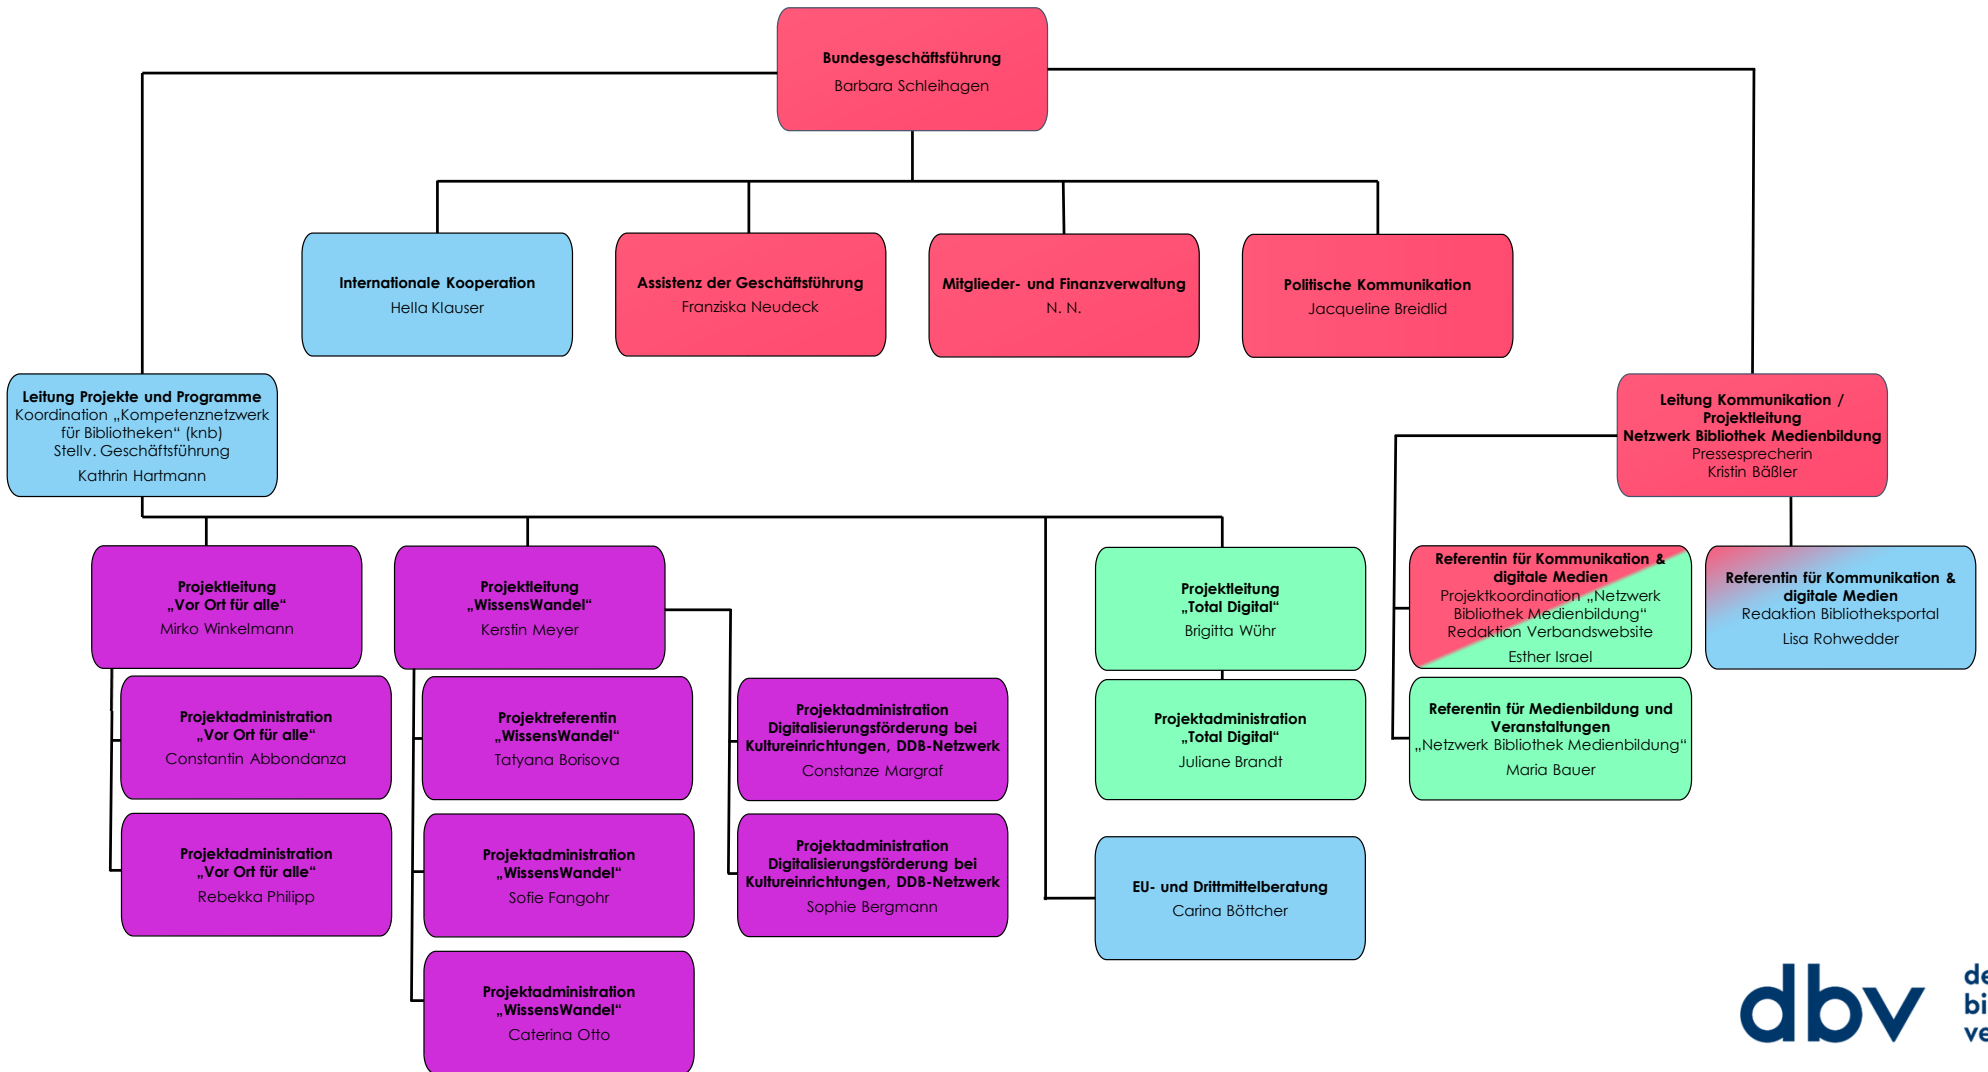 Bundesgeschäftsführung
Barbara Schleihagen
Internationale Kooperation
Hella Klauser
Assistenz der Geschäftsführung
Franziska Neudeck
Mitglieder- und Finanzverwaltung
N. N.
Politische Kommunikation
Jacqueline Breidlid
Leitung Projekte und Programme
Koordination „Kompetenznetzwerk
für Bibliotheken“ (knb)
Stellv. Geschäftsführung
Kathrin Hartmann
Leitung Kommunikation /
Projektleitung
Netzwerk Bibliothek Medienbildung
Pressesprecherin
Kristin Bäßler
Projektleitung
„Vor Ort für alle“
Mirko Winkelmann
Projektleitung
„WissensWandel“
Kerstin Meyer
Projektleitung
„Total Digital“
Brigitta Wühr
Referentin für Kommunikation &
digitale Medien
Projektkoordination „Netzwerk
Bibliothek Medienbildung“
Redaktion Verbandswebsite
Esther Israel
Referentin für Kommunikation &
digitale Medien
Redaktion Bibliotheksportal
Lisa Rohwedder
Projektadministration
„Vor Ort für alle“
Constantin Abbondanza
Projektreferentin
„WissensWandel“
Tatyana Borisova
Projektadministration
Digitalisierungsförderung bei
Kultureinrichtungen, DDB-Netzwerk
Constanze Margraf
Projektadministration
„Total Digital“
Juliane Brandt
Referentin für Medienbildung und
Veranstaltungen
„Netzwerk Bibliothek Medienbildung“
Maria Bauer
Projektadministration
„Vor Ort für alle“
Rebekka Philipp
Projektadministration
„WissensWandel“
Sofie Fangohr
Projektadministration
Digitalisierungsförderung bei
Kultureinrichtungen, DDB-Netzwerk
Sophie Bergmann
EU- und Drittmittelberatung
Carina Böttcher
Projektadministration
„WissensWandel“
Caterina Otto
dbv